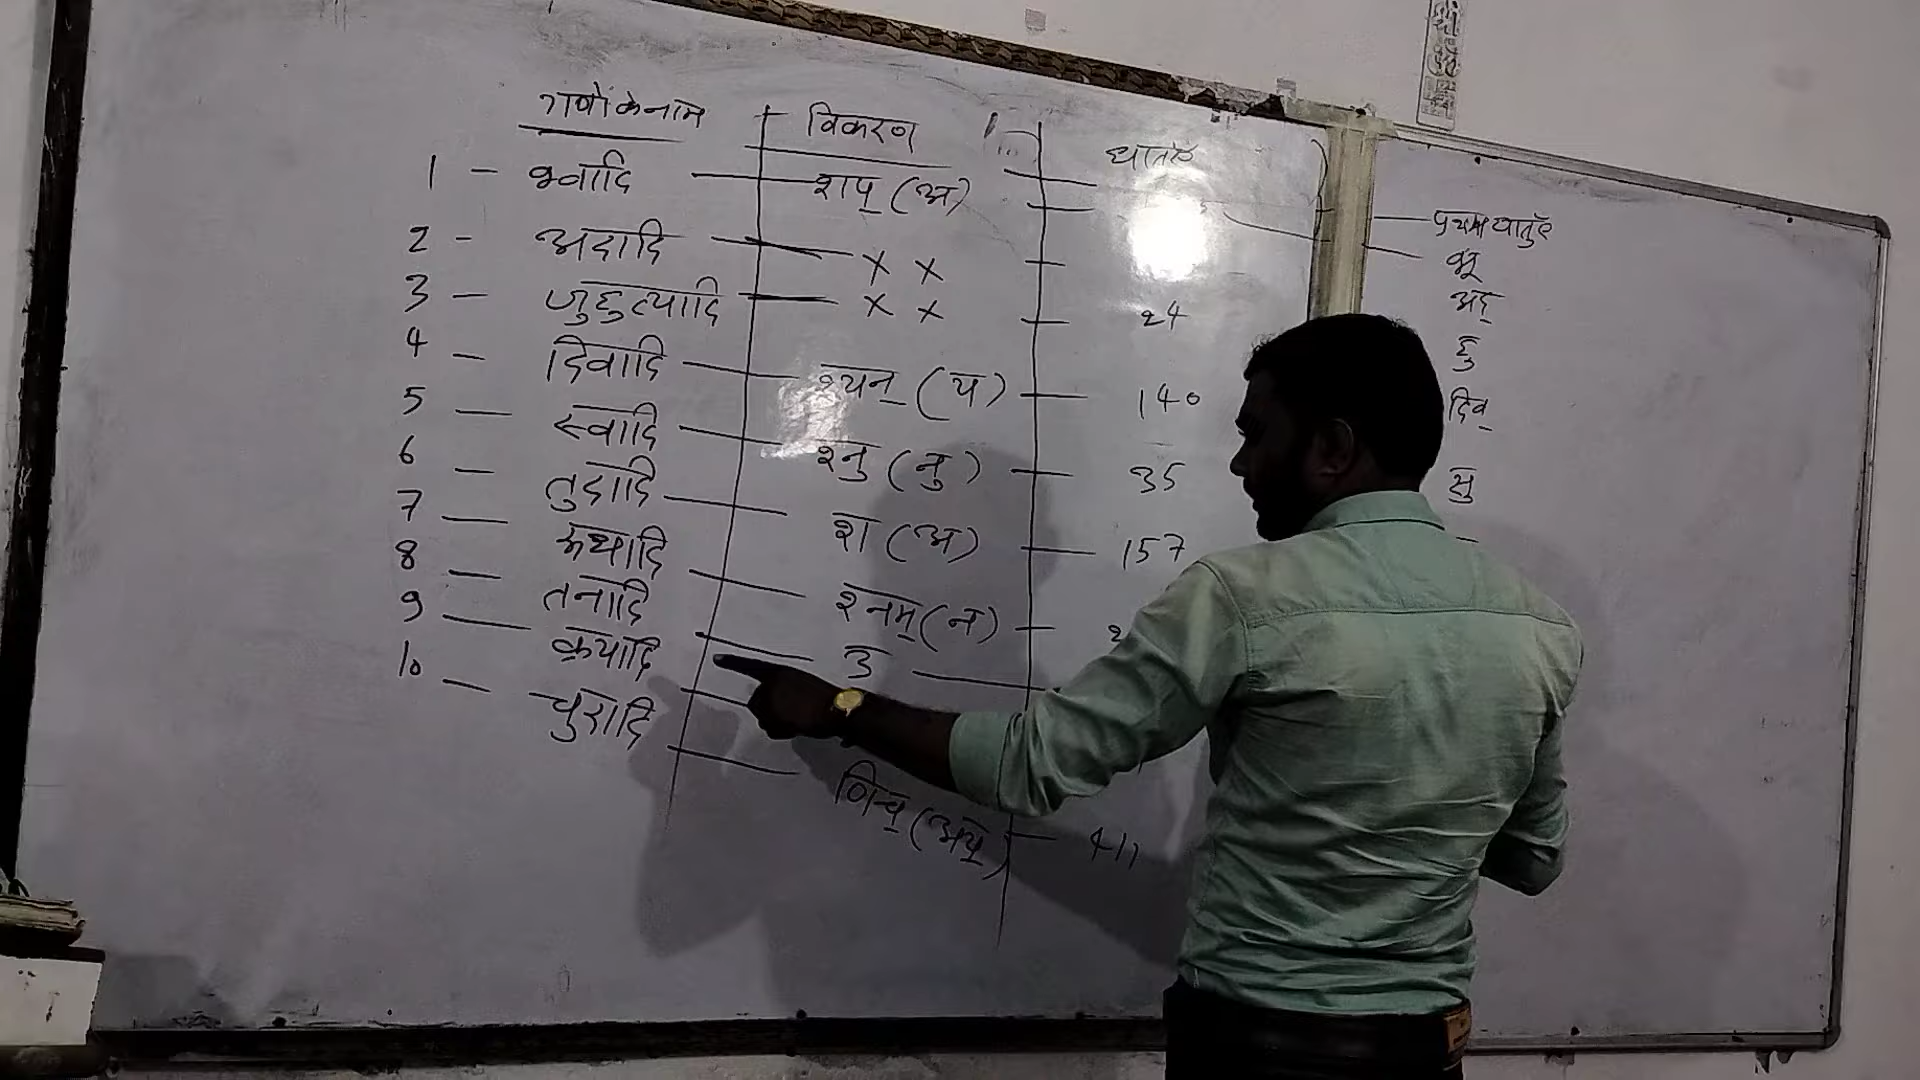 गणों के नाम विकरण धातुएँ प्रथम धातुएँ
1 - भ्वादि शप् (अ) भू
2 - अदादि x x अद्
3 - जुहुत्यादि x x 24 हु
4 - दिवादि श्यन् (य) 140 दिव्
5 - स्वादि श्नु (नु) 35 सु
6 - तुदादि श (अ) 157
7 - रुधादि श्नम् (न)
8 - तनादि उ
9 - क्रयादि
10 - चुरादि णिच् (अय्) 411